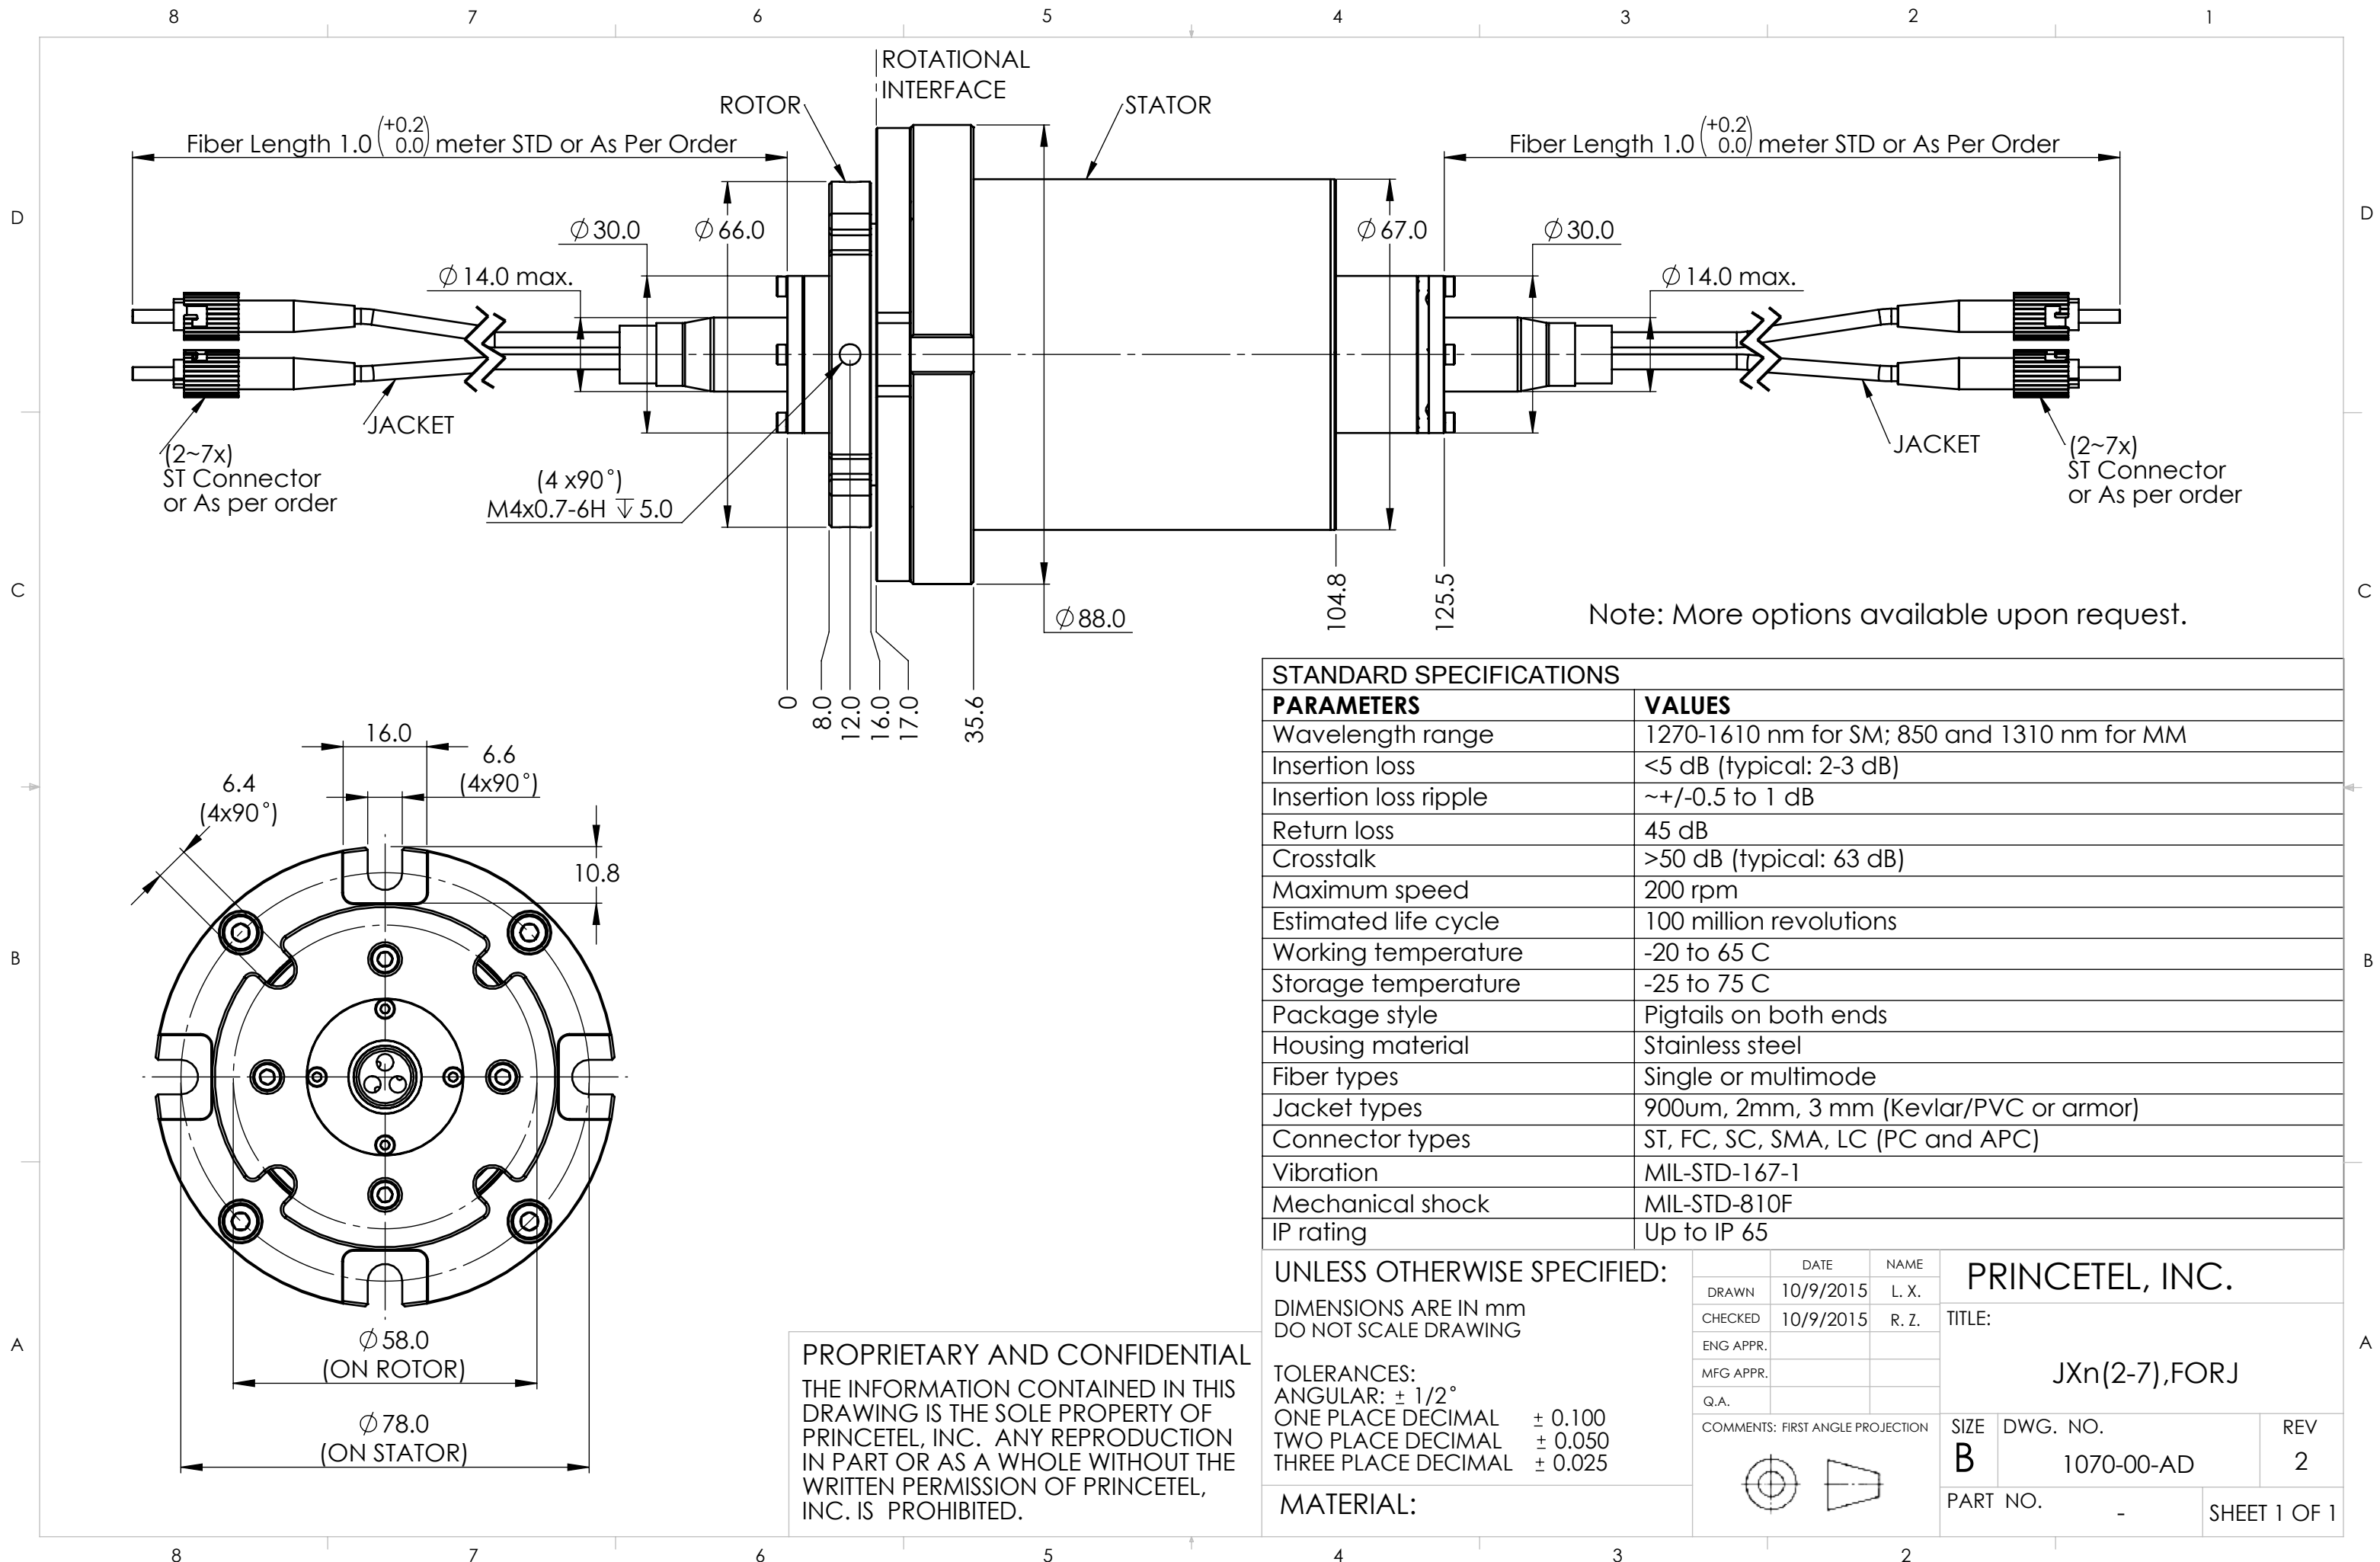 8 7 6 5 4 3 2 1
ROTATIONAL
INTERFACE
ROTOR
STATOR
Fiber Length 1.0 (+0.2 0.0) meter STD or As Per Order
Fiber Length 1.0 (+0.2 0.0) meter STD or As Per Order
D
D
∅30.0
∅66.0
∅67.0
∅30.0
∅14.0 max.
∅14.0 max.
JACKET
JACKET
(2~7x)
ST Connector
or As per order
(2~7x)
ST Connector
or As per order
(4 x90°)
M4x0.7-6H ↧ 5.0
C
C
∅88.0
0
8.0
12.0
16.0
17.0
35.6
104.8
125.5
Note: More options available upon request.
16.0
6.6
(4x90°)
6.4
(4x90°)
10.8
B
B
∅58.0
(ON ROTOR)
∅78.0
(ON STATOR)
STANDARD SPECIFICATIONS
PARAMETERS VALUES
Wavelength range 1270-1610 nm for SM; 850 and 1310 nm for MM
Insertion loss <5 dB (typical: 2-3 dB)
Insertion loss ripple ~+/-0.5 to 1 dB
Return loss 45 dB
Crosstalk >50 dB (typical: 63 dB)
Maximum speed 200 rpm
Estimated life cycle 100 million revolutions
Working temperature -20 to 65 C
Storage temperature -25 to 75 C
Package style Pigtails on both ends
Housing material Stainless steel
Fiber types Single or multimode
Jacket types 900um, 2mm, 3 mm (Kevlar/PVC or armor)
Connector types ST, FC, SC, SMA, LC (PC and APC)
Vibration MIL-STD-167-1
Mechanical shock MIL-STD-810F
IP rating Up to IP 65
A
A
PROPRIETARY AND CONFIDENTIAL
THE INFORMATION CONTAINED IN THIS
DRAWING IS THE SOLE PROPERTY OF
PRINCETEL, INC. ANY REPRODUCTION
IN PART OR AS A WHOLE WITHOUT THE
WRITTEN PERMISSION OF PRINCETEL,
INC. IS PROHIBITED.
UNLESS OTHERWISE SPECIFIED:
DIMENSIONS ARE IN mm
DO NOT SCALE DRAWING
TOLERANCES:
ANGULAR: ± 1/2°
ONE PLACE DECIMAL ± 0.100
TWO PLACE DECIMAL ± 0.050
THREE PLACE DECIMAL ± 0.025
MATERIAL:
DATE NAME
DRAWN 10/9/2015 L. X.
CHECKED 10/9/2015 R. Z.
ENG APPR.
MFG APPR.
Q.A.
COMMENTS: FIRST ANGLE PROJECTION
PRINCETEL, INC.
TITLE:
JXn(2-7),FORJ
SIZE DWG. NO. REV
B 1070-00-AD 2
PART NO. -
SHEET 1 OF 1
8 7 6 5 4 3 2